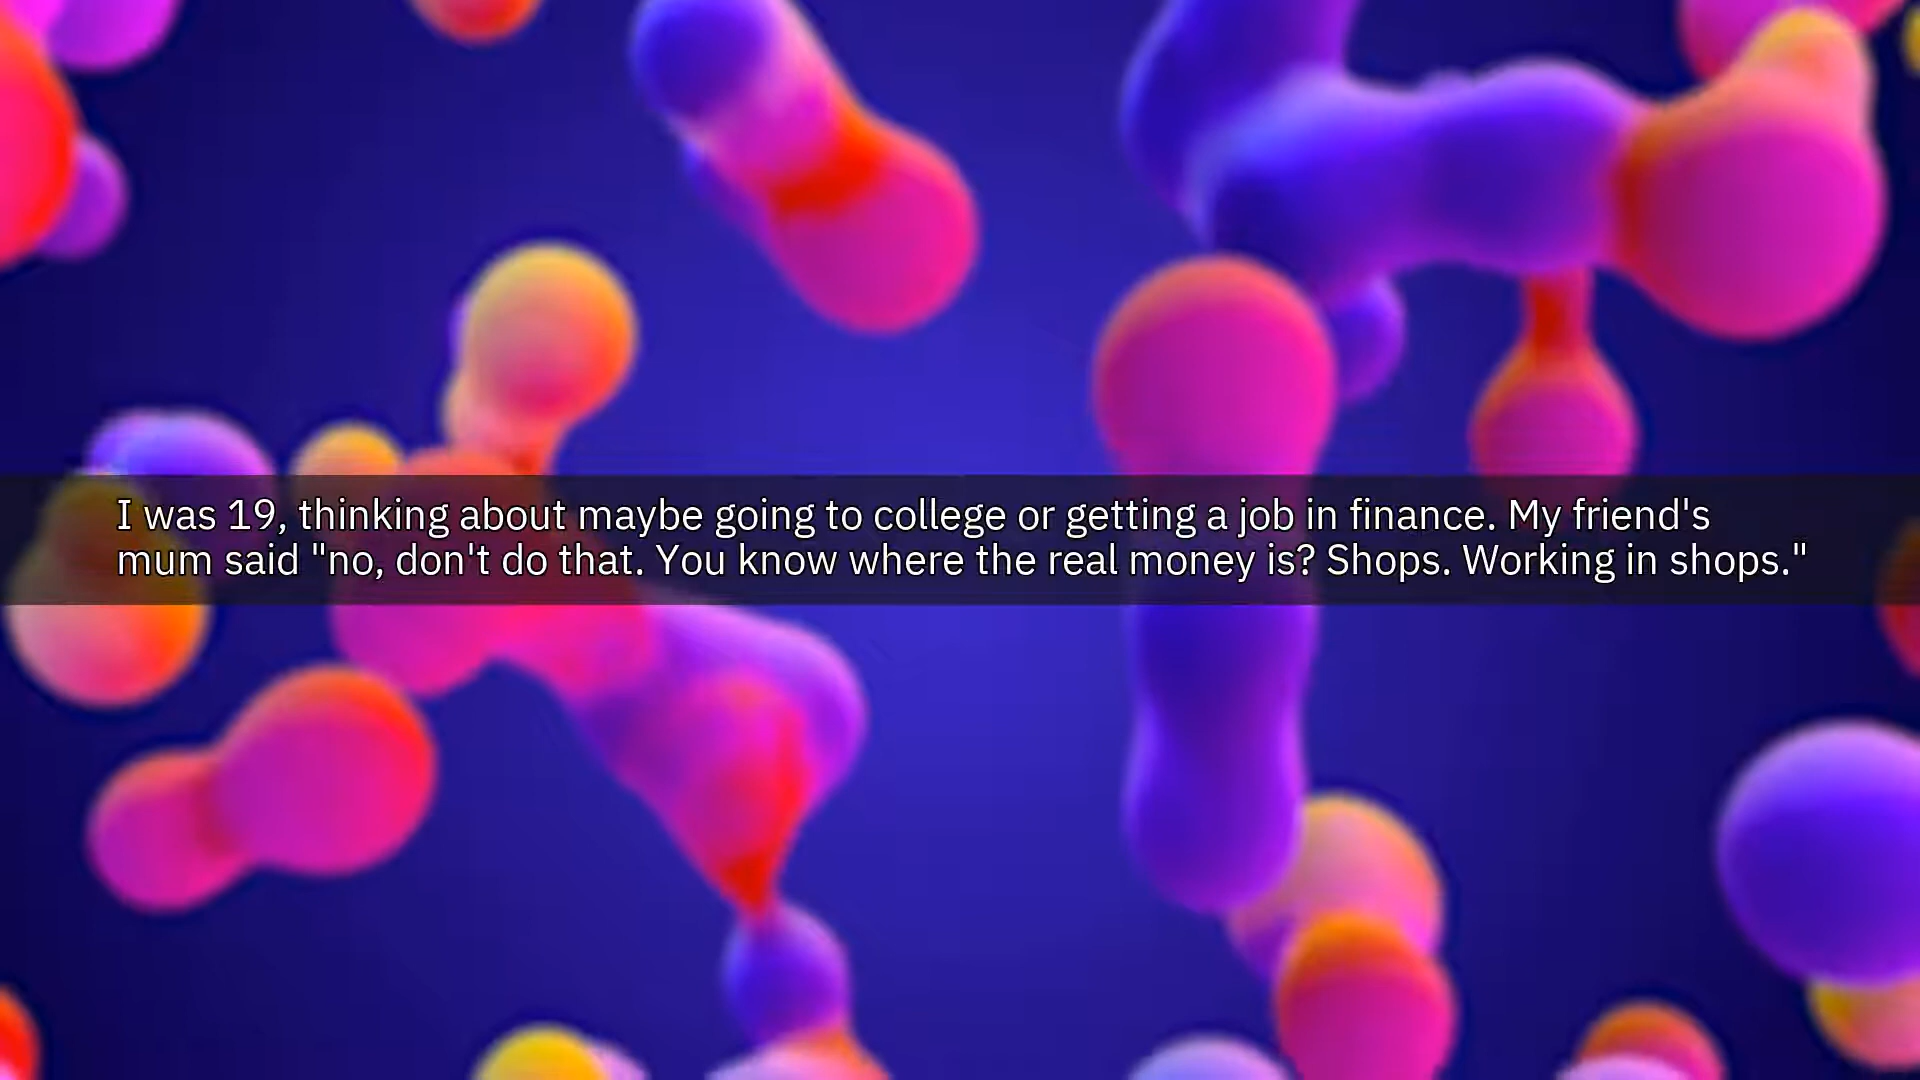 I was 19, thinking about maybe going to college or getting a job in finance. My friend's
mum said "no, don't do that. You know where the real money is? Shops. Working in shops."